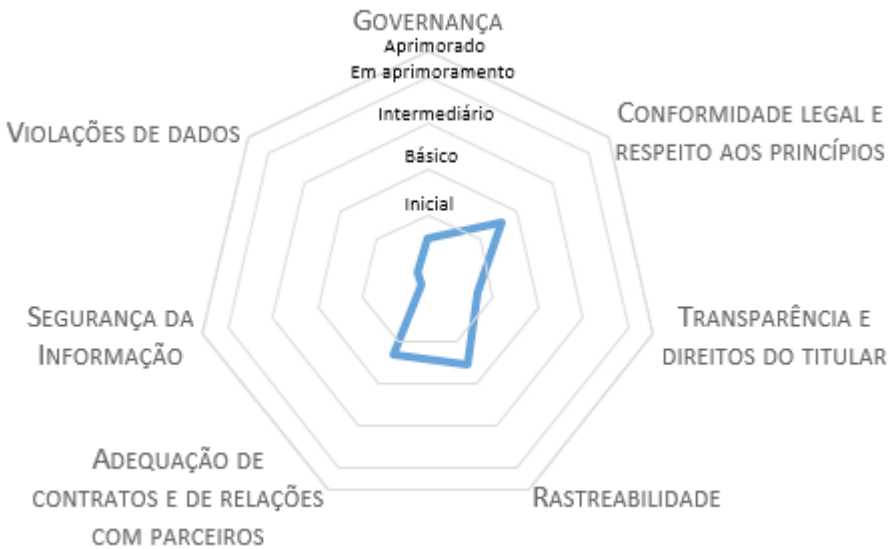 GOVERNANÇA
Aprimorado
Em aprimoramento
Intermediário
Básico
Inicial
CONFORMIDADE LEGAL E
RESPEITO AOS PRINCÍPIOS
TRANSPARÊNCIA E
DIREITOS DO TITULAR
RASTREABILIDADE
ADEQUAÇÃO DE
CONTRATOS E DE RELAÇÕES
COM PARCEIROS
SEGURANÇA DA
INFORMAÇÃO
VIOLAÇÕES DE DADOS